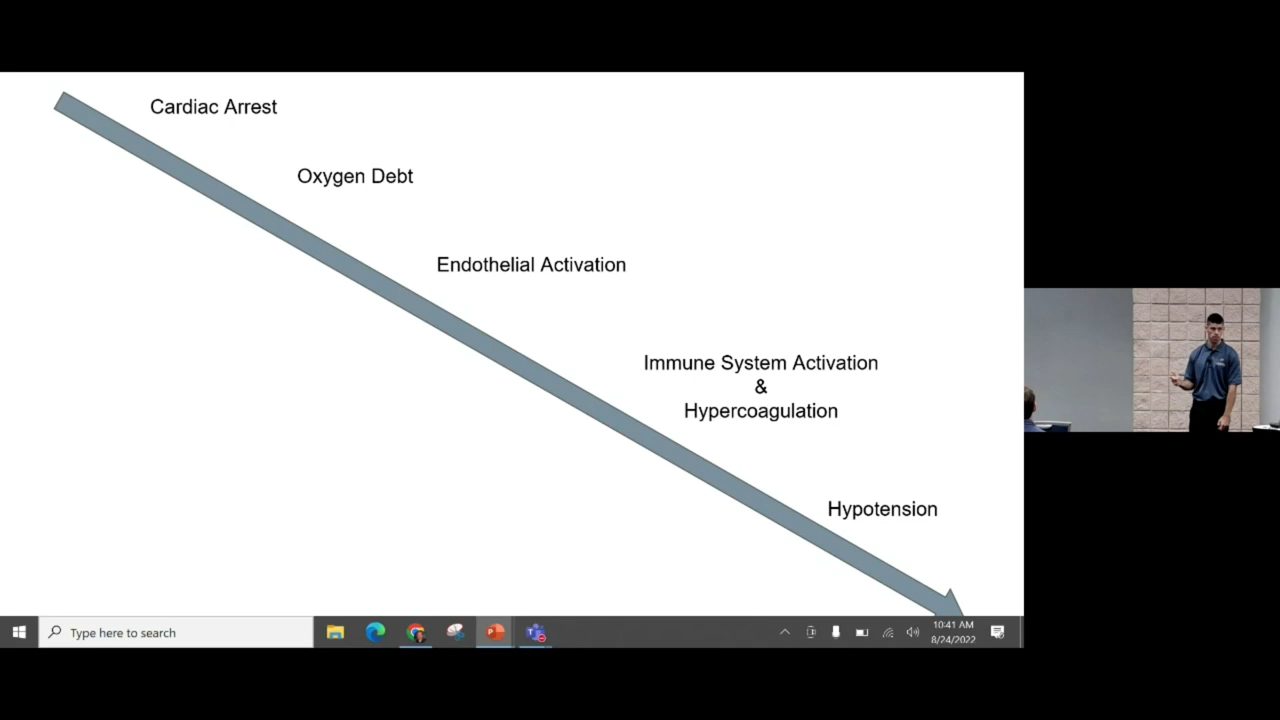 Cardiac Arrest
Oxygen Debt
Endothelial Activation
Immune System Activation
&
Hypercoagulation
Hypotension
Type here to search
10:41 AM
8/24/2022